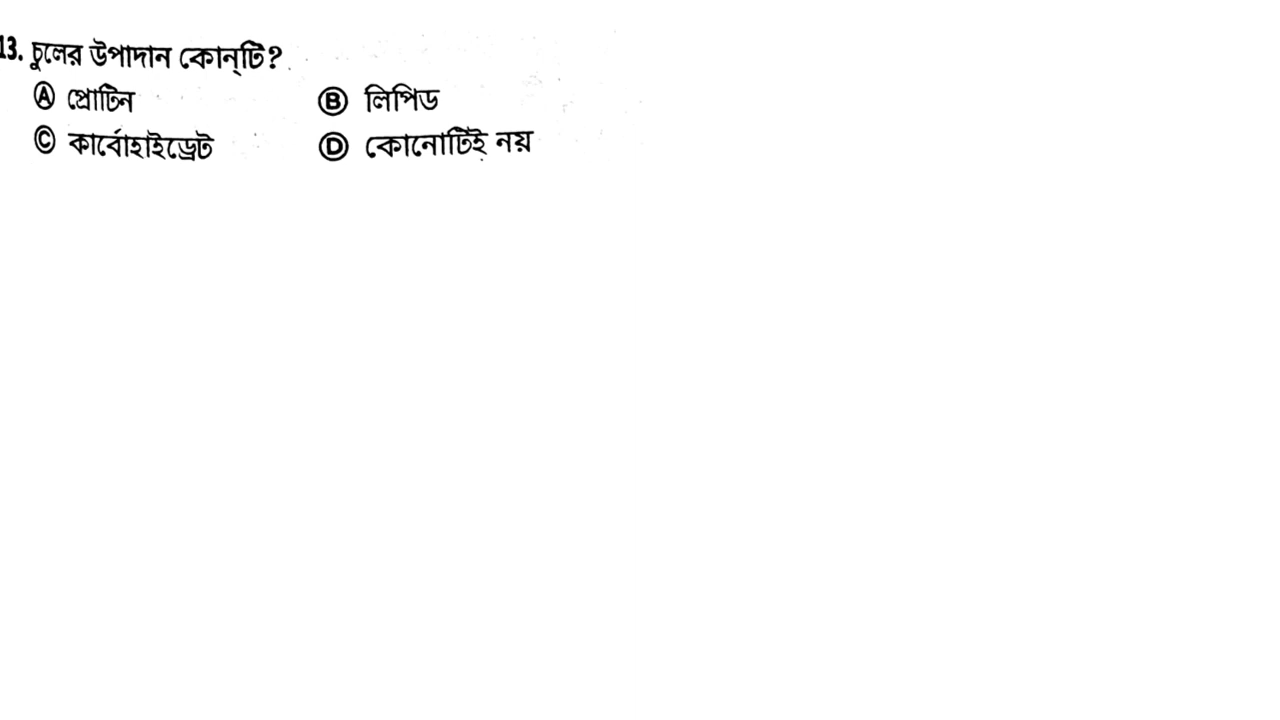 13. চুলের উপাদান কোন্‌টি?
Ⓐ প্রোটিন Ⓑ লিপিড
Ⓒ কার্বোহাইড্রেট Ⓓ কোনোটিই নয়